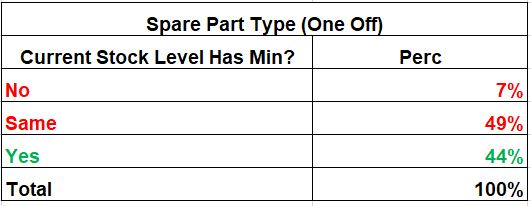 Spare Part Type (One Off)
Current Stock Level Has Min? Perc
No 7%
Same 49%
Yes 44%
Total 100%